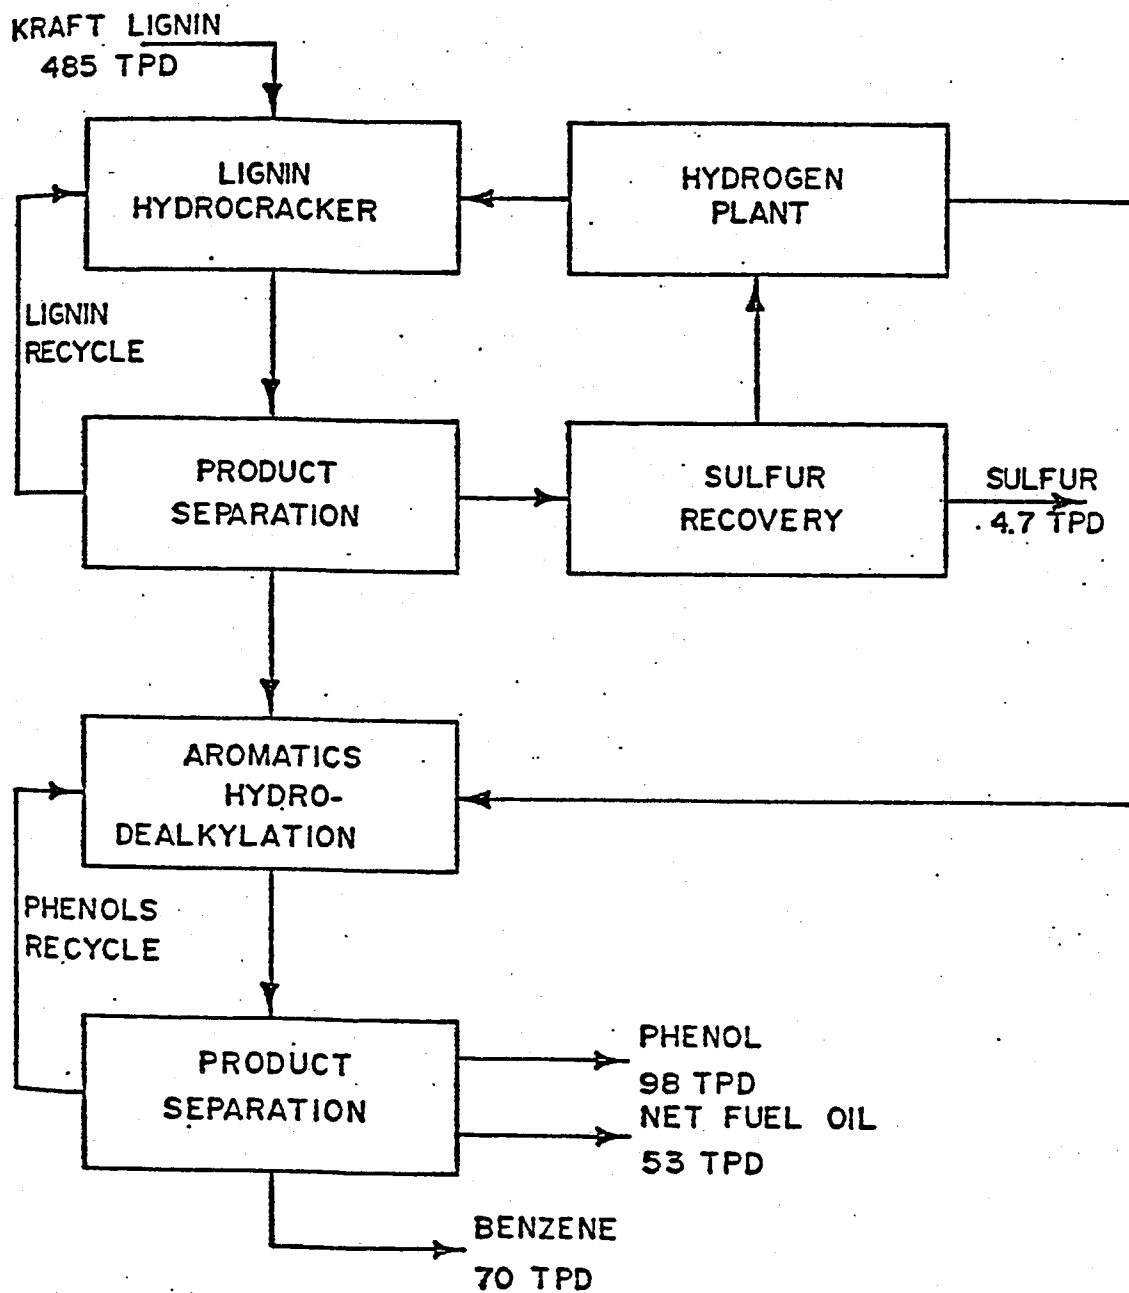 KRAFT LIGNIN
485 TPD
LIGNIN
HYDROCRACKER
HYDROGEN
PLANT
LIGNIN
RECYCLE
PRODUCT
SEPARATION
SULFUR
RECOVERY
SULFUR
4.7 TPD
AROMATICS
HYDRO-
DEALKYLATION
PHENOLS
RECYCLE
PRODUCT
SEPARATION
PHENOL
98 TPD
NET FUEL OIL
53 TPD
BENZENE
70 TPD